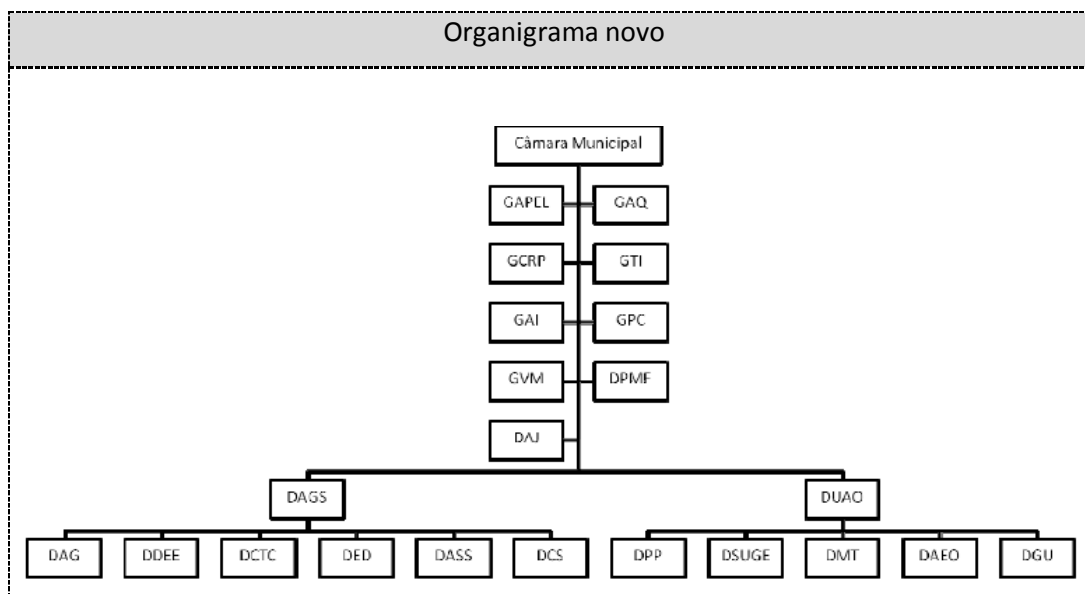 Organigrama novo
Câmara Municipal
GAPEL GAQ
GCRP GTI
GAI GPC
GVM DPMF
DAJ
DAGS DUAO
DAG DDEE DCTC DED DASS DCS DPP DSUGE DMT DAEO DGU